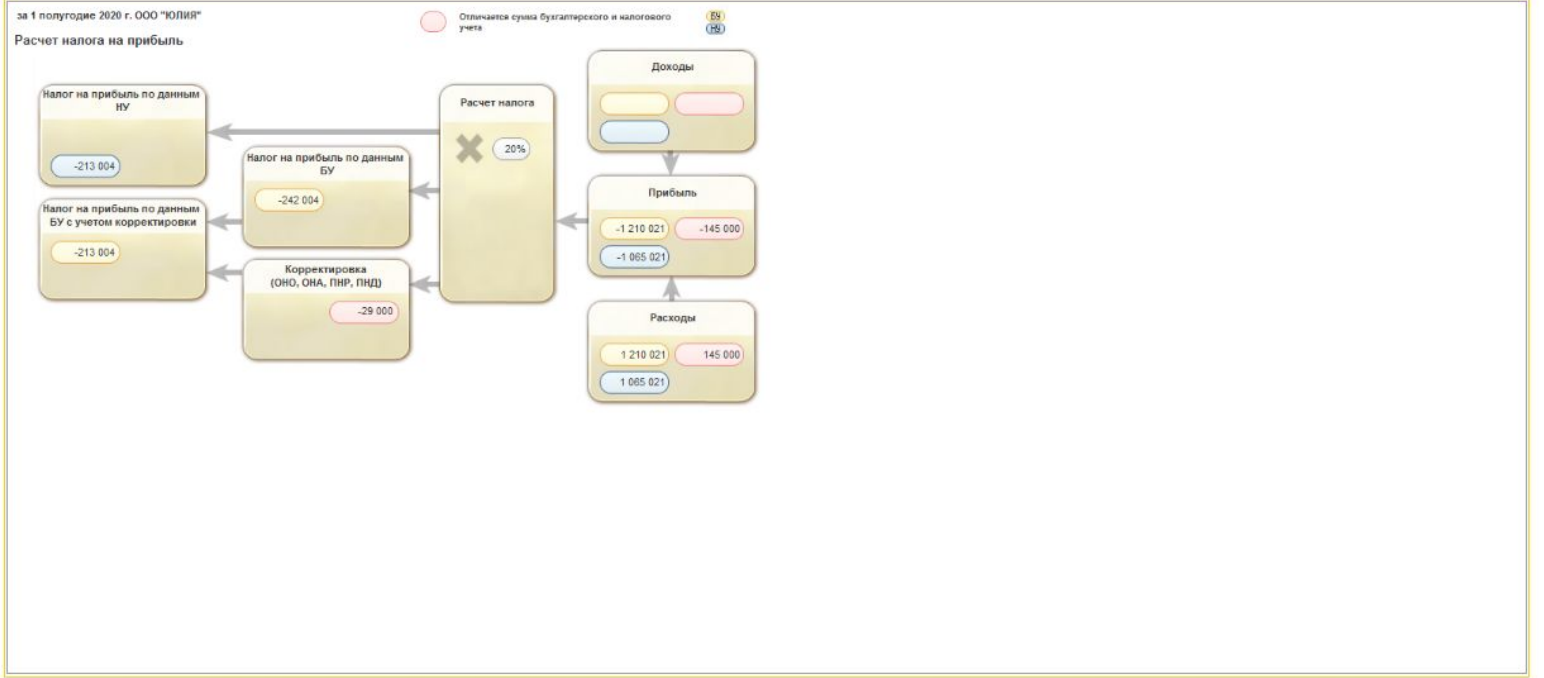 за 1 полугодие 2020 г. ООО "ЮЛИЯ"
Отличается сумма бухгалтерского и налогового
учета
БУ
НУ
Расчет налога на прибыль
Доходы
Налог на прибыль по данным
НУ
-213 004
Расчет налога
20%
Налог на прибыль по данным
БУ
-242 004
Прибыль
-1 210 021
-145 000
-1 065 021
Налог на прибыль по данным
БУ с учетом корректировки
-213 004
Корректировка
(ОНО, ОНА, ПНР, ПНД)
-29 000
Расходы
1 210 021
145 000
1 065 021